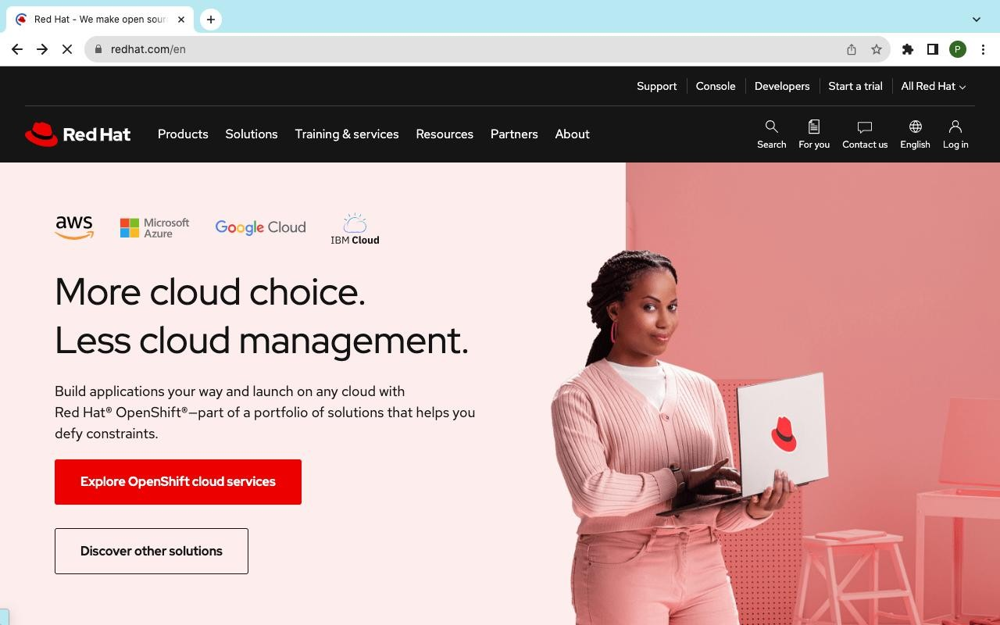 Red Hat - We make open sour
redhat.com/en
P
Support
Console
Developers
Start a trial
All Red Hat
Red Hat
Products
Solutions
Training & services
Resources
Partners
About
Search
For you
Contact us
English
Log in
aws
Microsoft
Azure
Google Cloud
IBM Cloud
More cloud choice.
Less cloud management.
Build applications your way and launch on any cloud with
Red Hat® OpenShift®—part of a portfolio of solutions that helps you
defy constraints.
Explore OpenShift cloud services
Discover other solutions